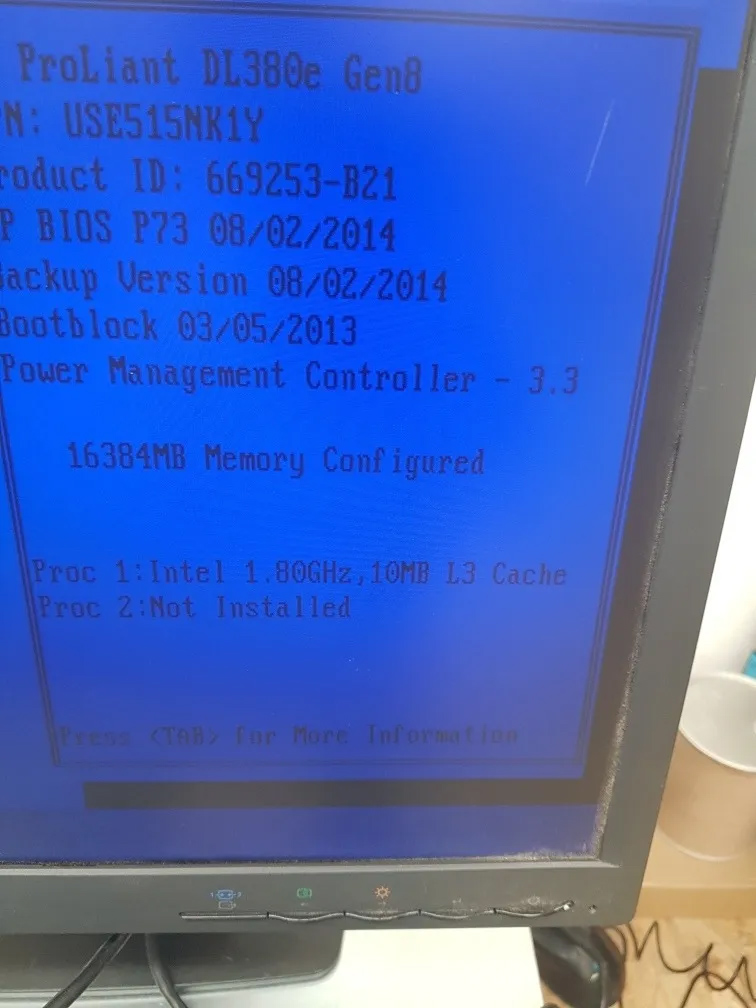 ProLiant DL380e Gen8
N: USE515NK1Y
roduct ID: 669253-B21
P BIOS P73 08/02/2014
ackup Version 08/02/2014
Bootblock 03/05/2013
Power Management Controller - 3.3
16384MB Memory Configured
Proc 1:Intel 1.80GHz,10MB L3 Cache
Proc 2:Not Installed
Press <TAB> for More Information